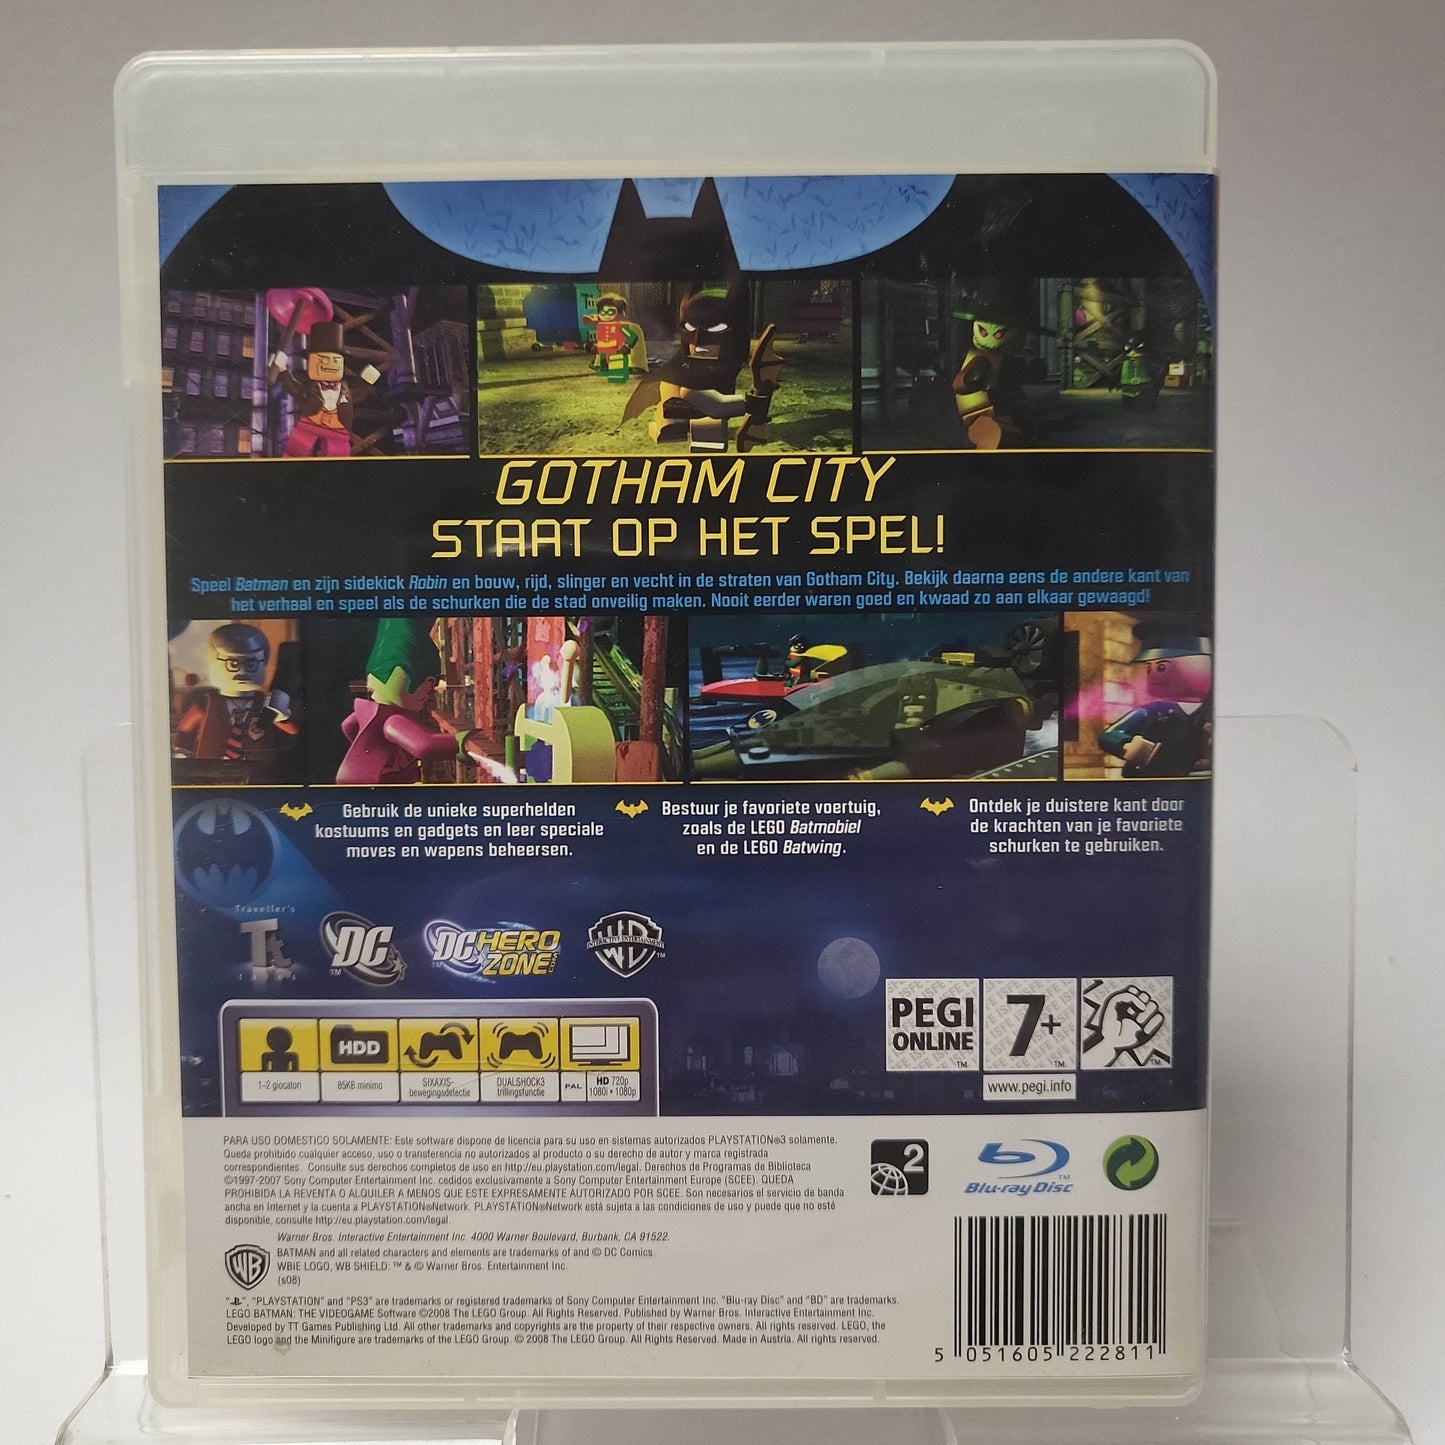 GOTHAM CITY
STAAT OP HET SPEL!
Speel Batman en zijn sidekick Robin en bouw, rijd, slinger en vecht in de straten van Gotham City. Bekijk daarna eens de andere kant van
het verhaal en speel als de schurken die de stad onveilig maken. Nooit eerder waren goed en kwaad zo aan elkaar gewaagd!
Gebruik de unieke superhelden
kostuums en gadgets en leer speciale
moves en wapens beheersen.
Bestuur je favoriete voertuig,
zoals de LEGO Batmobiel
en de LEGO Batwing.
Ontdek je duistere kant door
de krachten van je favoriete
schurken te gebruiken.
Traveller's
Tt
tales
DC™
DC HERO
ZONE.COM
WB
INTERACTIVE ENTERTAINMENT
™
PEGI
ONLINE
™
7+
™
™
www.pegi.info
HDD
1-2 giocatori
85KB minimo
SIXAXIS-
bewegingsdetectie
DUALSHOCK3
trillingsfunctie
PAL
HD 720p
1080i • 1080p
PARA USO DOMESTICO SOLAMENTE: Este software dispone de licencia para su uso en sistemas autorizados PLAYSTATION®3 solamente.
Queda prohibido cualquier acceso, uso o transferencia no autorizados al producto o su derecho de autor y marca registrada
correspondientes. Consulte sus derechos completos de uso en http://eu.playstation.com/legal. Derechos de Programas de Biblioteca
©1997-2007 Sony Computer Entertainment Inc. cedidos exclusivamente a Sony Computer Entertainment Europe (SCEE). QUEDA
PROHIBIDA LA REVENTA O ALQUILER A MENOS QUE ESTE EXPRESAMENTE AUTORIZADO POR SCEE. Son necesarios el servicio de banda
ancha en Internet y la cuenta a PLAYSTATION®Network. PLAYSTATION®Network está sujeta a las condiciones de uso y puede que no esté
disponible, consulte http://eu.playstation.com/legal.
Warner Bros. Interactive Entertainment Inc. 4000 Warner Boulevard, Burbank, CA 91522.
WB
BATMAN and all related characters and elements are trademarks of and © DC Comics.
WBIE LOGO, WB SHIELD: ™ & © Warner Bros. Entertainment Inc.
(s08)
2
Blu-ray Disc
™
", "PLAYSTATION" and "PS3" are trademarks or registered trademarks of Sony Computer Entertainment Inc. "Blu-ray Disc" and "BD" are trademarks.
LEGO BATMAN: THE VIDEOGAME Software ©2008 The LEGO Group. All Rights Reserved. Published by Warner Bros. Interactive Entertainment Inc.
Developed by TT Games Publishing Ltd. All other trademarks and copyrights are the property of their respective owners. All rights reserved. LEGO, the
LEGO logo and the Minifigure are trademarks of the LEGO Group. © 2008 The LEGO Group. All Rights Reserved. Made in Austria. All rights reserved.
5 051605 222811